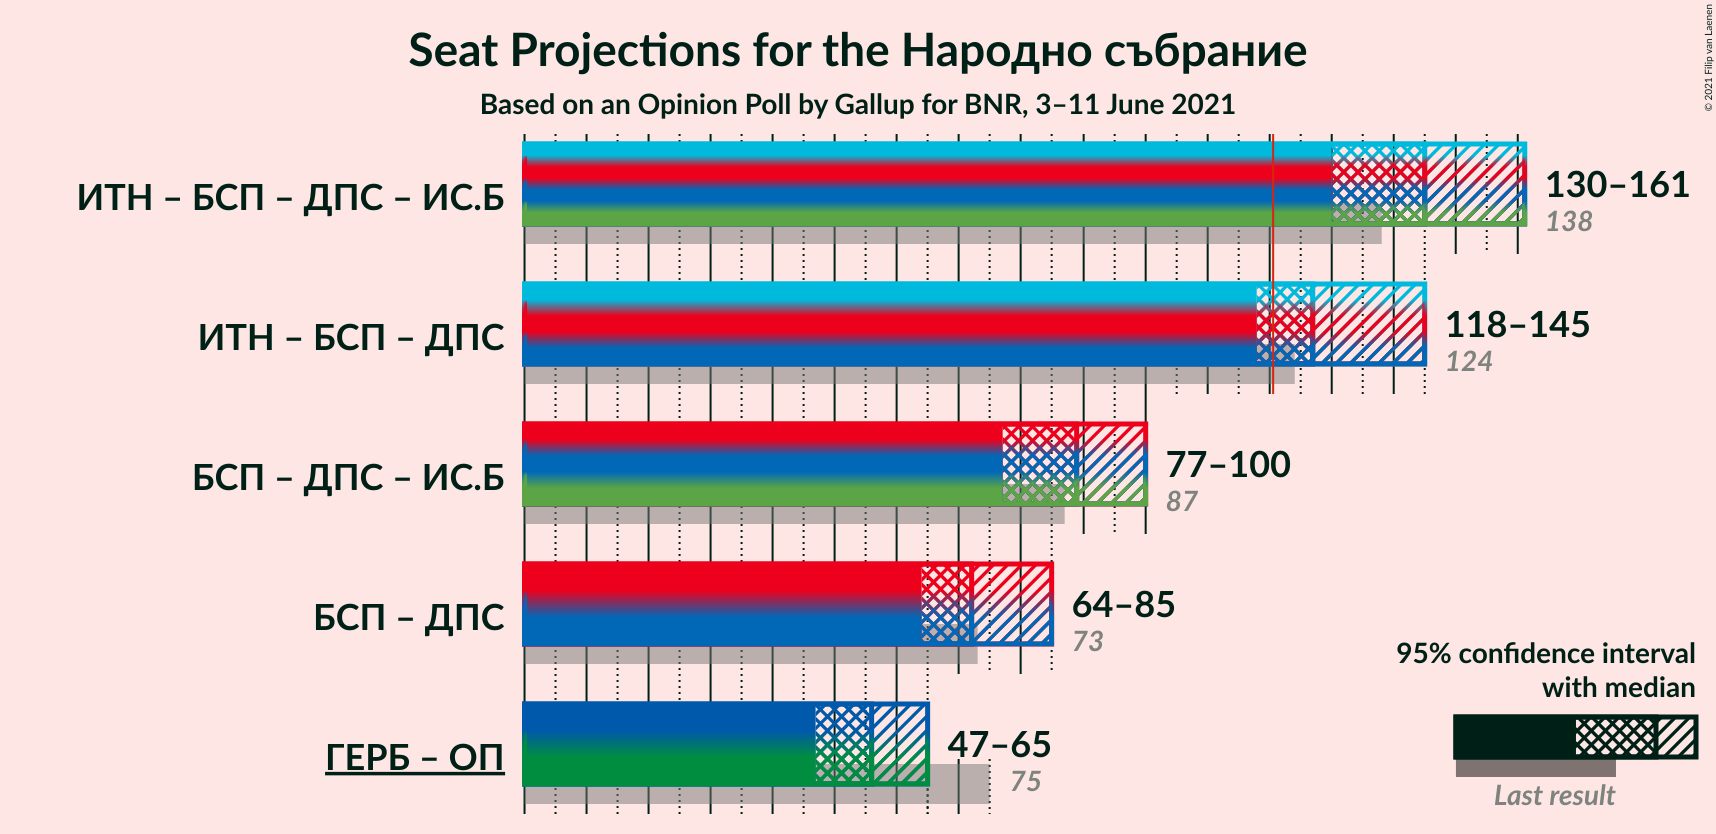 Seat Projections for the Народно събрание
Based on an Opinion Poll by Gallup for BNR, 3–11 June 2021
© 2021 Filip van Laenen
ИТН – БСП – ДПС – ИС.Б
130–161
138
ИТН – БСП – ДПС
118–145
124
БСП – ДПС – ИС.Б
77–100
87
БСП – ДПС
64–85
73
ГЕРБ – ОП
47–65
75
95% confidence interval
with median
Last result